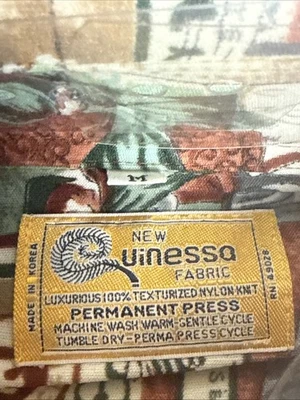 M
NEW
Quinessa
FABRIC
LUXURIOUS 100% TEXTURIZED NYLON KNIT
PERMANENT PRESS
MACHINE WASH WARM-GENTLE CYCLE
TUMBLE DRY-PERMA PRESS CYCLE
MADE IN KOREA
RN 49028